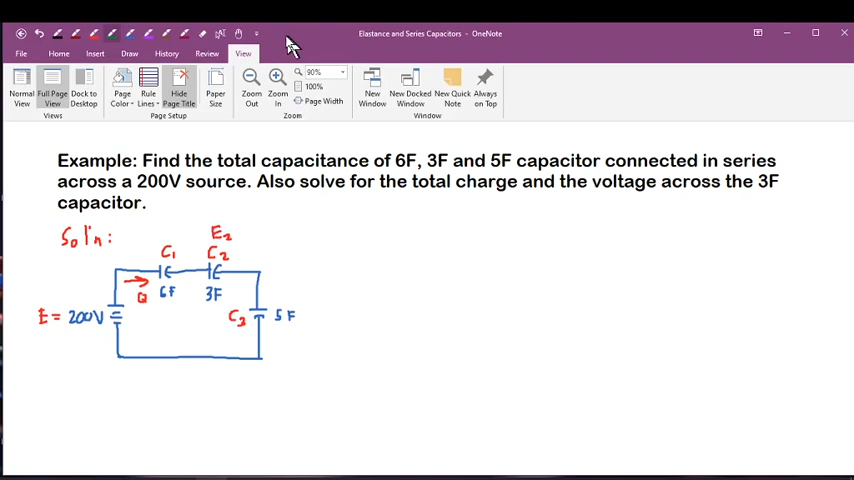 Elastance and Series Capacitors - OneNote
File Home Insert Draw History Review View
Normal View
Full Page View
Dock to Desktop
Page Color
Rule Lines
Hide Page Title
Paper Size
Zoom Out
Zoom In
90%
100%
Page Width
New Window
New Docked Window
New Quick Note
Always on Top
Views Page Setup Zoom Window
Example: Find the total capacitance of 6F, 3F and 5F capacitor connected in series
across a 200V source. Also solve for the total charge and the voltage across the 3F
capacitor.
Sol'n:
E2
C1 C2
Q 6F 3F
E = 200V C3 5F